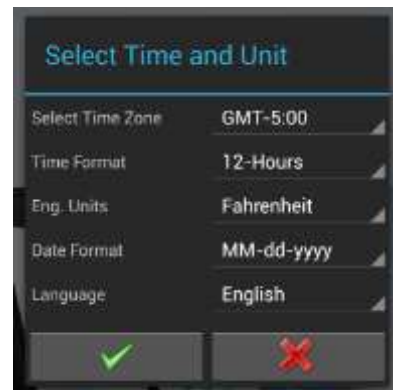 Select Time and Unit
Select Time Zone GMT-5:00
Time Format 12-Hours
Eng. Units Fahrenheit
Date Format MM-dd-yyyy
Language English